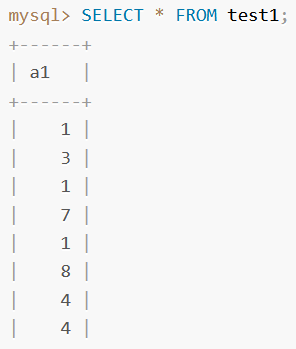 mysql> SELECT * FROM test1;
+------+
| a1   |
+------+
|    1 |
|    3 |
|    1 |
|    7 |
|    1 |
|    8 |
|    4 |
|    4 |